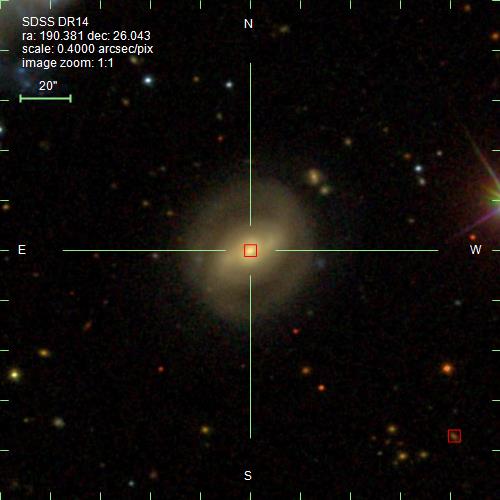 SDSS DR14
ra: 190.381 dec: 26.043
scale: 0.4000 arcsec/pix
image zoom: 1:1
20"
N
E
W
S